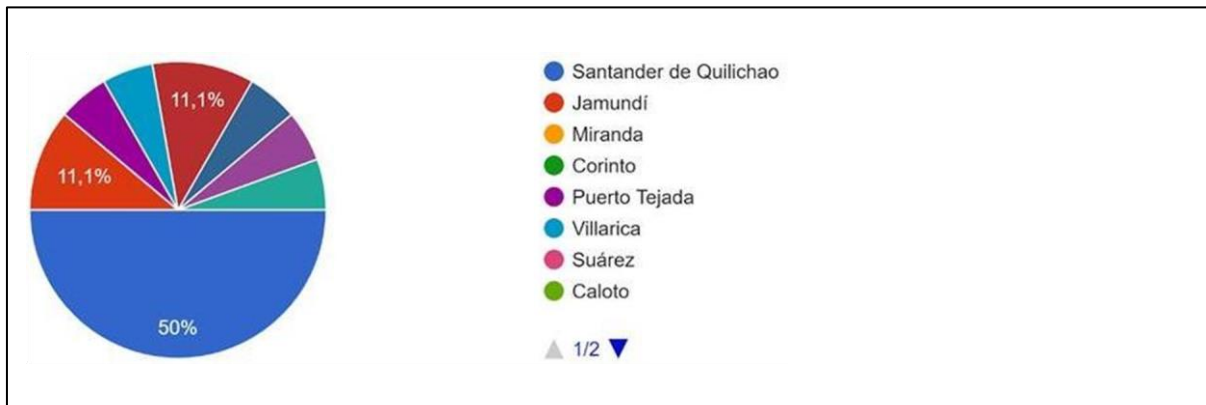 11,1%
11,1%
50%
Santander de Quilichao
Jamundí
Miranda
Corinto
Puerto Tejada
Villarica
Suárez
Caloto
1/2